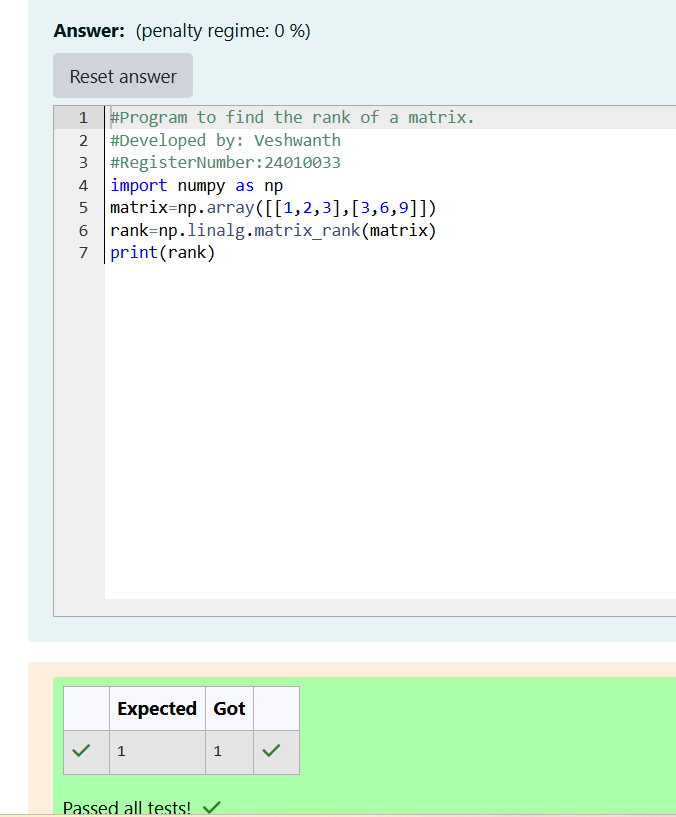 Answer: (penalty regime: 0 %)
Reset answer
1 #Program to find the rank of a matrix.
2 #Developed by: Veshwanth
3 #RegisterNumber:24010033
4 import numpy as np
5 matrix=np.array([[1,2,3],[3,6,9]])
6 rank=np.linalg.matrix_rank(matrix)
7 print(rank)
Expected Got
1 1
Passed all tests!